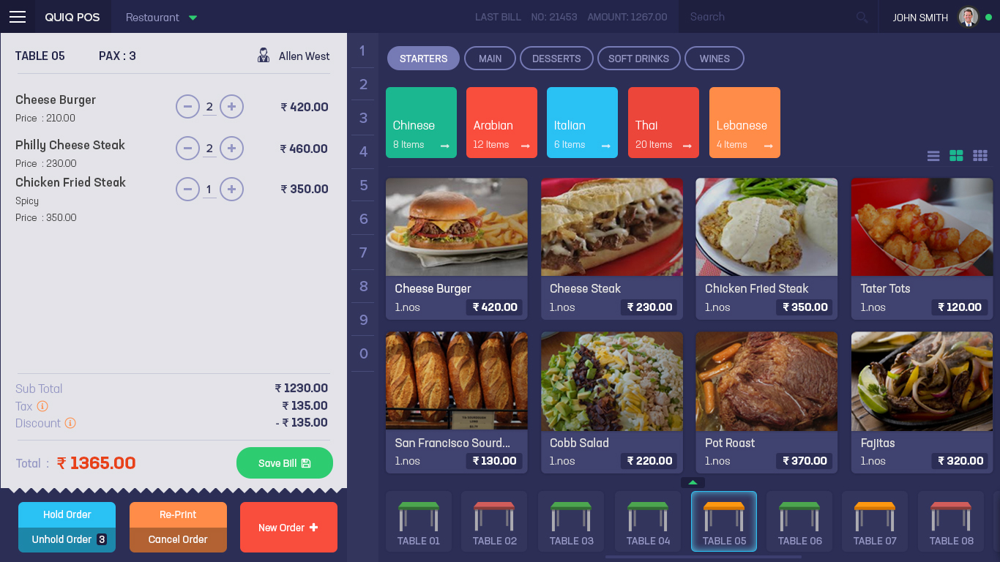 QUIQ POS Restaurant LAST BILL NO: 21453 AMOUNT: 1267.00 Search JOHN SMITH
TABLE 05 PAX : 3 Allen West
Cheese Burger
Price : 210.00
2
₹ 420.00
Philly Cheese Steak
Price : 230.00
2
₹ 460.00
Chicken Fried Steak
Spicy
Price : 350.00
1
₹ 350.00
Sub Total ₹ 1230.00
Tax ₹ 135.00
Discount - ₹ 135.00
Total : ₹ 1365.00
Save Bill
Hold Order
Unhold Order 3
Re-Print
Cancel Order
New Order
1
2
3
4
5
6
7
8
9
0
STARTERS MAIN DESSERTS SOFT DRINKS WINES
Chinese
8 Items
Arabian
12 Items
Italian
6 Items
Thai
20 Items
Lebanese
4 Items
Cheese Burger
1.nos ₹ 420.00
Cheese Steak
1.nos ₹ 230.00
Chicken Fried Steak
1.nos ₹ 350.00
Tater Tots
1.nos ₹ 120.00
San Francisco Sourd...
1.nos ₹ 130.00
Cobb Salad
1.nos ₹ 220.00
Pot Roast
1.nos ₹ 370.00
Fajitas
1.nos ₹ 320.00
TABLE 01 TABLE 02 TABLE 03 TABLE 04 TABLE 05 TABLE 06 TABLE 07 TABLE 08